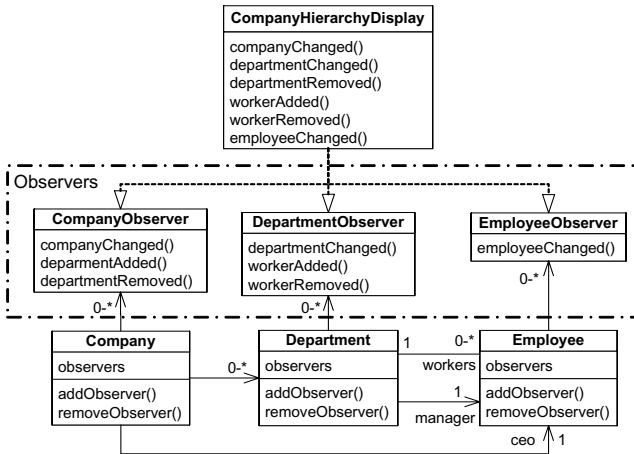 CompanyHierarchyDisplay
companyChanged()
departmentChanged()
departmentRemoved()
workerAdded()
workerRemoved()
employeeChanged()
Observers
CompanyObserver
companyChanged()
deparmentAdded()
departmentRemoved()
DepartmentObserver
departmentChanged()
workerAdded()
workerRemoved()
EmployeeObserver
employeeChanged()
0-*
0-*
0-*
Company
observers
addObserver()
removeObserver()
0-*
Department
observers
addObserver()
removeObserver()
1
0-*
workers
1
manager
Employee
observers
addObserver()
removeObserver()
ceo
1